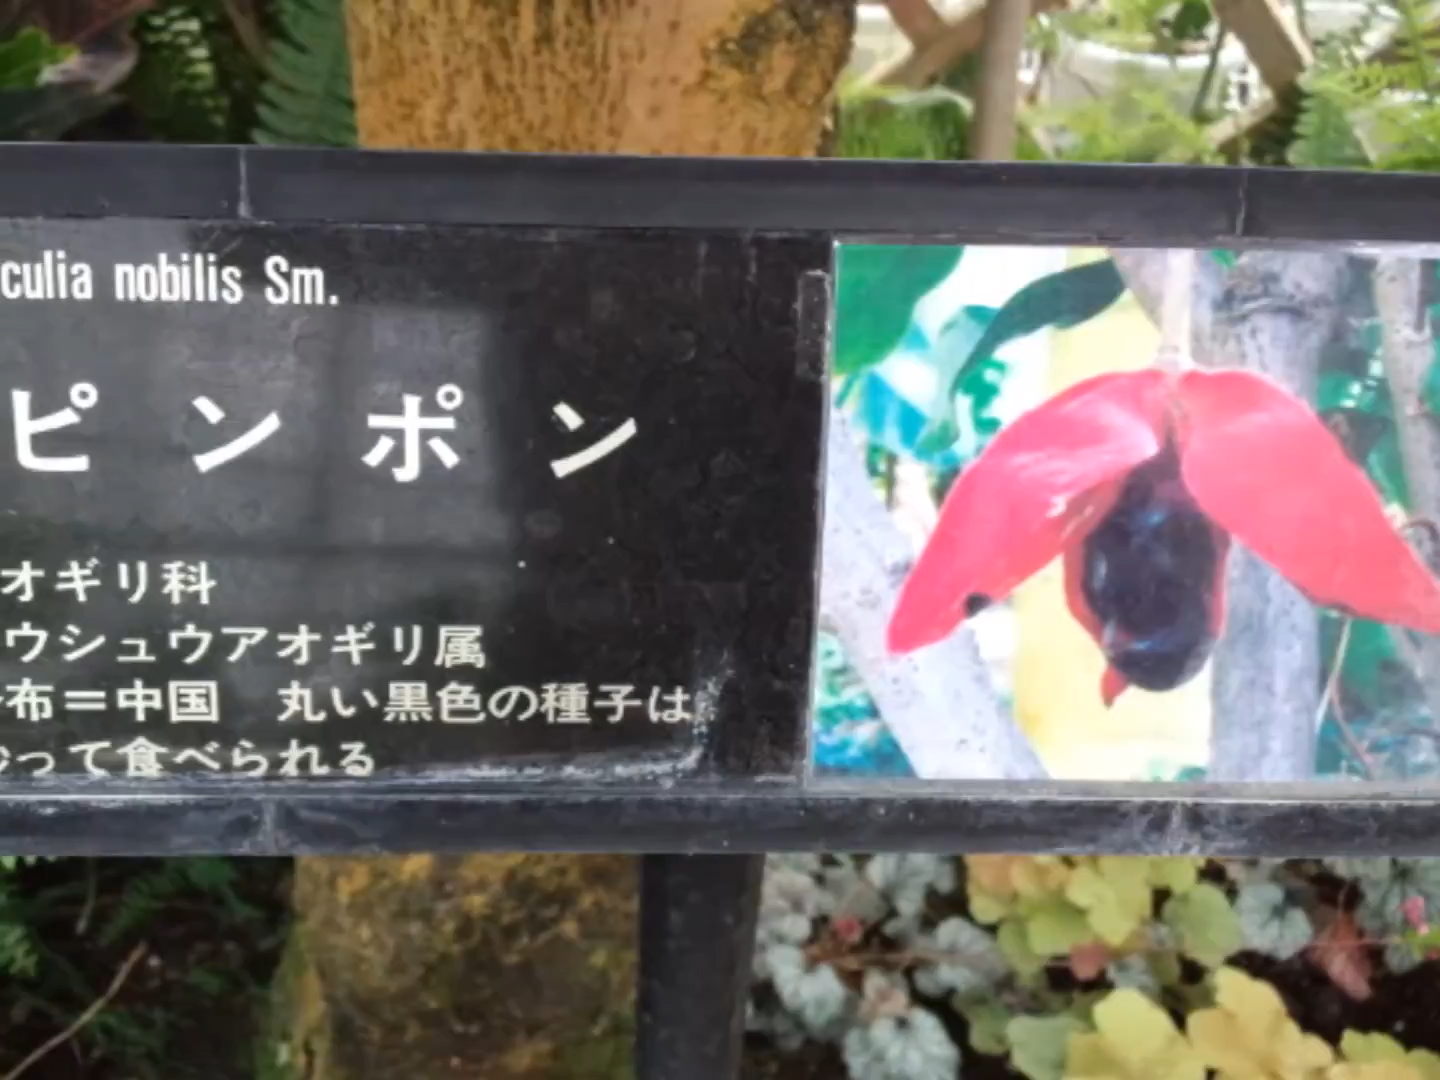 culia nobilis Sm.
ピンポン
オギリ科
ウシュウアオギリ属
布＝中国　丸い黒色の種子は
って食べられる